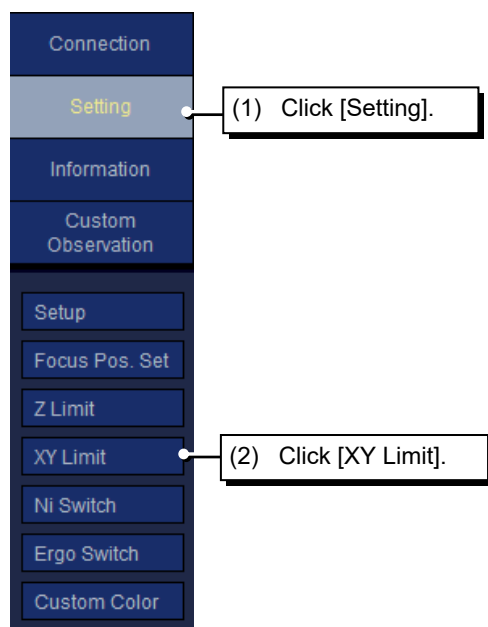 Connection
Setting
(1) Click [Setting].
Information
Custom
Observation
Setup
Focus Pos. Set
Z Limit
XY Limit
(2) Click [XY Limit].
Ni Switch
Ergo Switch
Custom Color